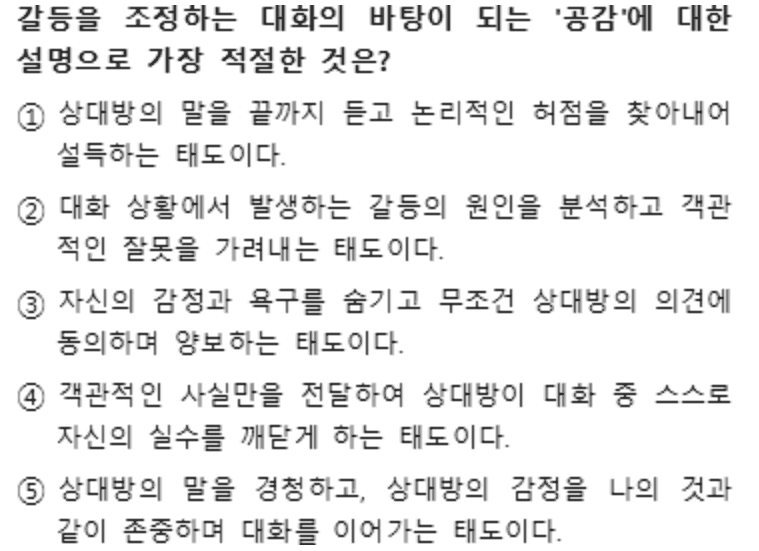 갈등을 조정하는 대화의 바탕이 되는 '공감'에 대한
설명으로 가장 적절한 것은?
① 상대방의 말을 끝까지 듣고 논리적인 허점을 찾아내어
설득하는 태도이다.
② 대화 상황에서 발생하는 갈등의 원인을 분석하고 객관
적인 잘못을 가려내는 태도이다.
③ 자신의 감정과 욕구를 숨기고 무조건 상대방의 의견에
동의하며 양보하는 태도이다.
④ 객관적인 사실만을 전달하여 상대방이 대화 중 스스로
자신의 실수를 깨닫게 하는 태도이다.
⑤ 상대방의 말을 경청하고, 상대방의 감정을 나의 것과
같이 존중하며 대화를 이어가는 태도이다.